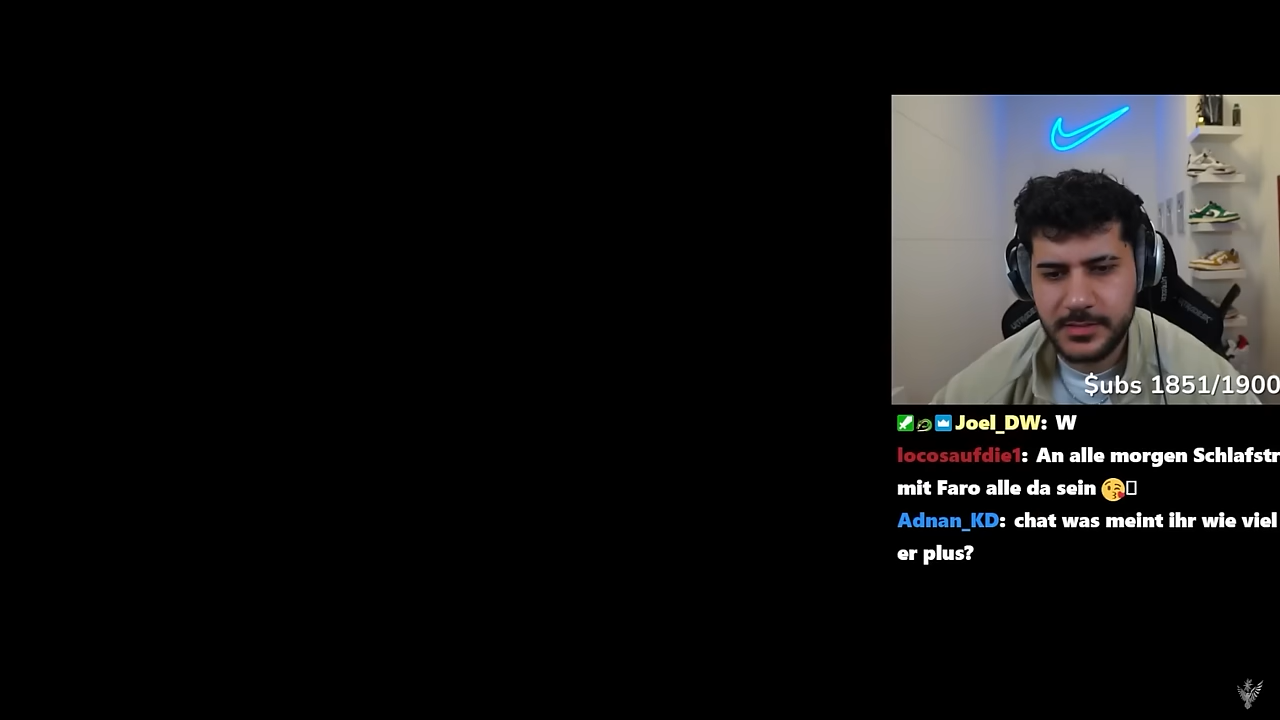 $ubs 1851/1900
Joel_DW: W
locosaufdie1: An alle morgen Schlafstr
mit Faro alle da sein 😘
Adnan_KD: chat was meint ihr wie viel
er plus?